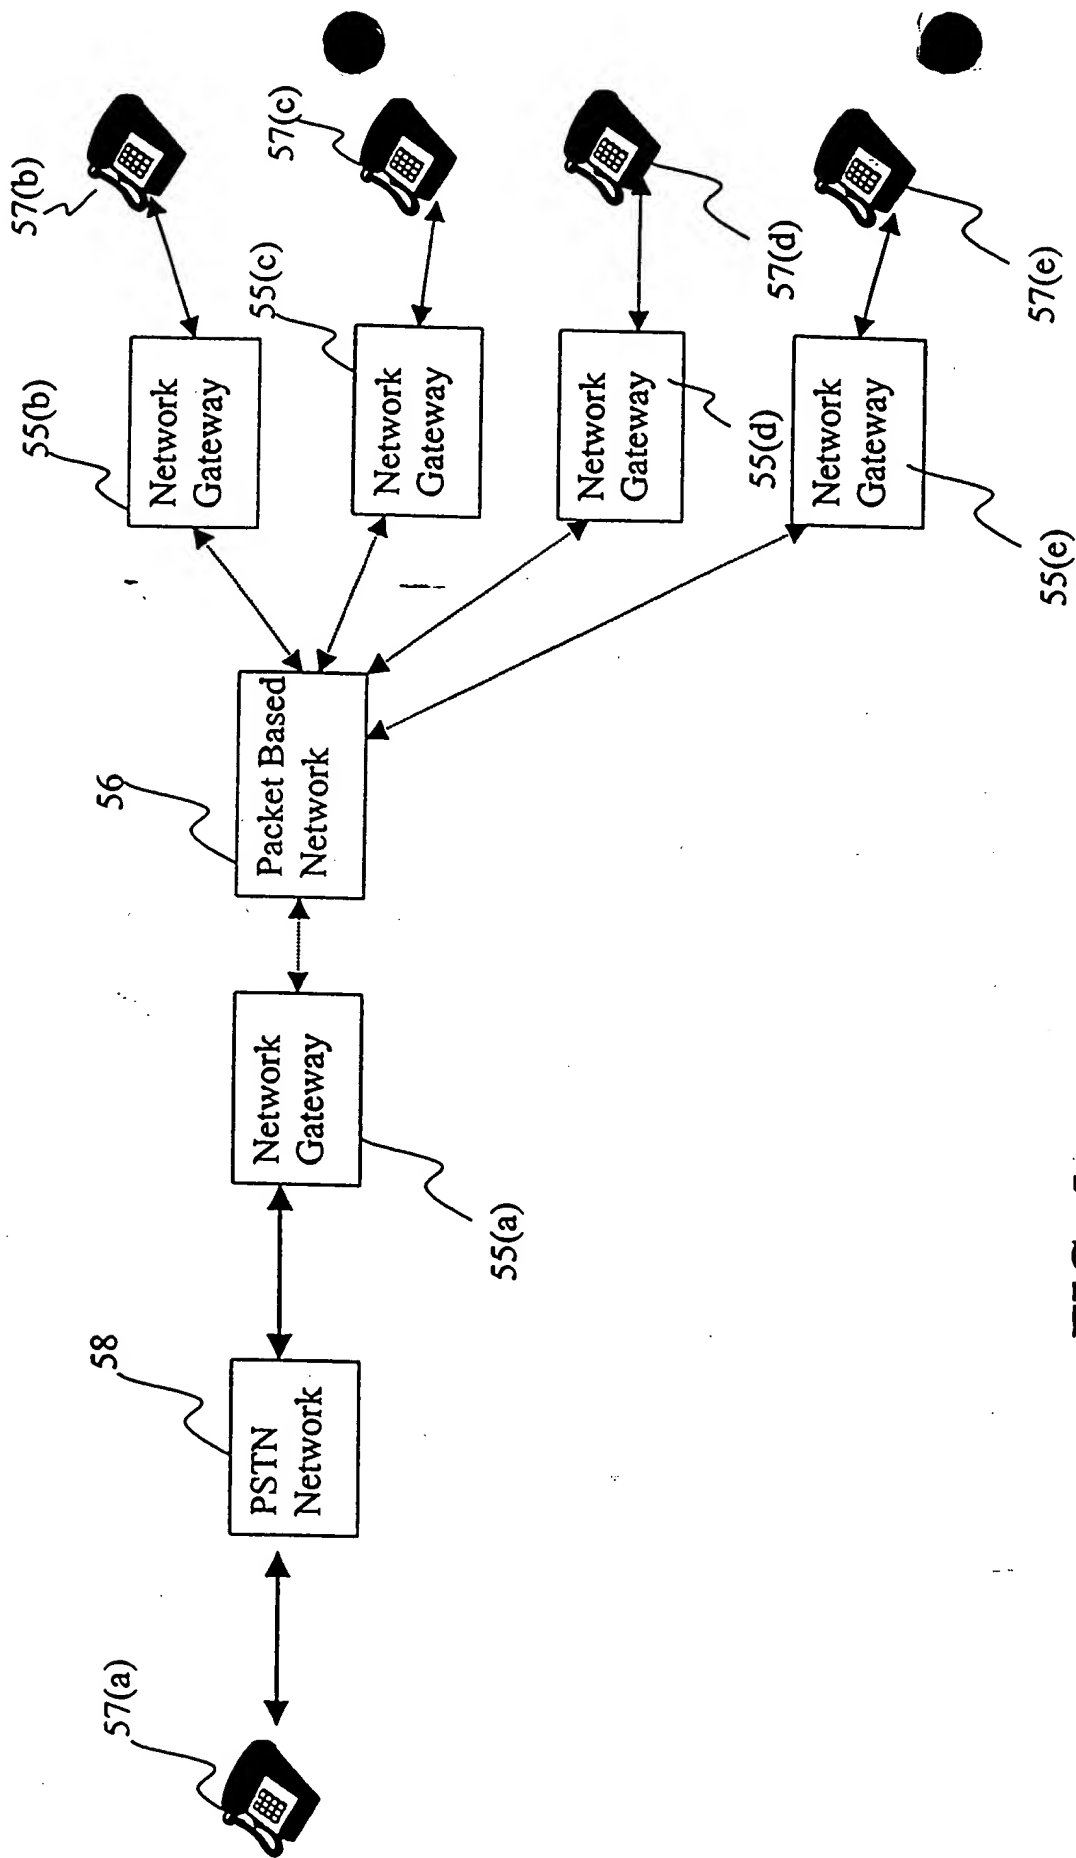 57(a)
58
PSTN
Network
55(a)
Network
Gateway
56
Packet Based
Network
55(b)
Network
Gateway
57(b)
55(c)
Network
Gateway
57(c)
Network
Gateway
55(d)
57(d)
Network
Gateway
55(e)
57(e)